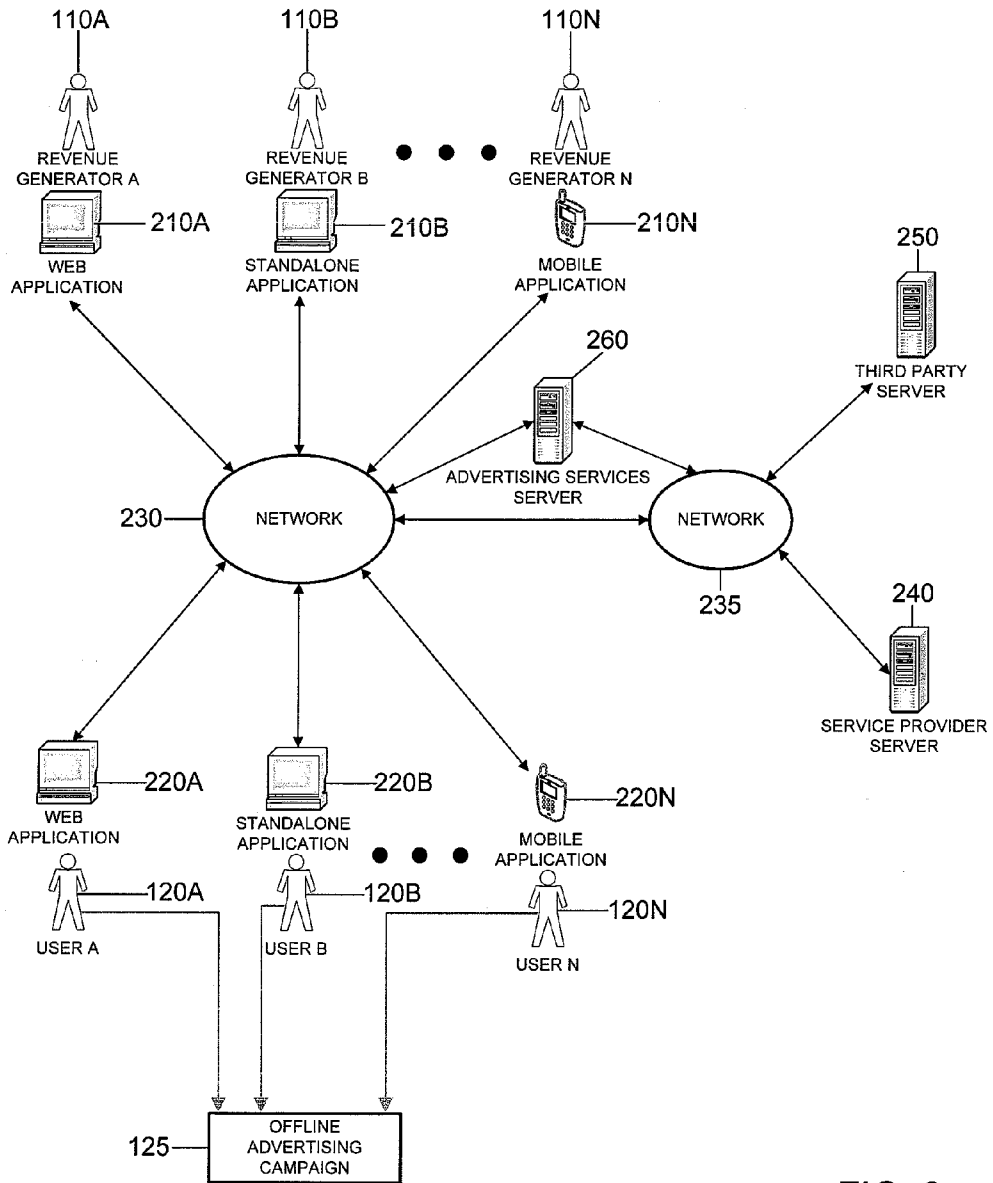 110A
110B
110N
REVENUE
GENERATOR A
REVENUE
GENERATOR B
REVENUE
GENERATOR N
210A
210B
210N
WEB
APPLICATION
STANDALONE
APPLICATION
MOBILE
APPLICATION
250
THIRD PARTY
SERVER
260
ADVERTISING SERVICES
SERVER
230
NETWORK
NETWORK
235
240
SERVICE PROVIDER
SERVER
220A
WEB
APPLICATION
220B
STANDALONE
APPLICATION
220N
MOBILE
APPLICATION
120A
USER A
120B
USER B
120N
USER N
125
OFFLINE
ADVERTISING
CAMPAIGN